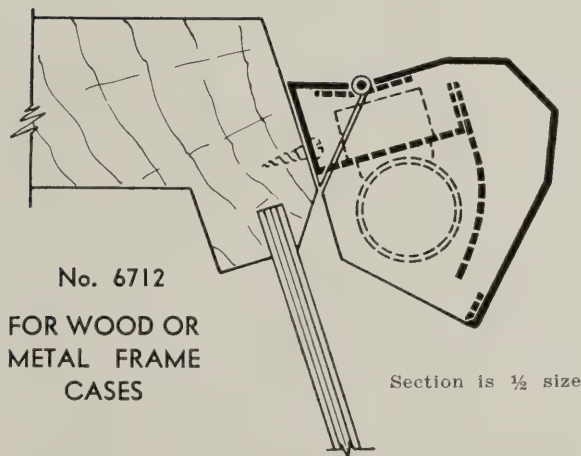 No. 6712
FOR WOOD OR
METAL FRAME
CASES
Section is ½ size